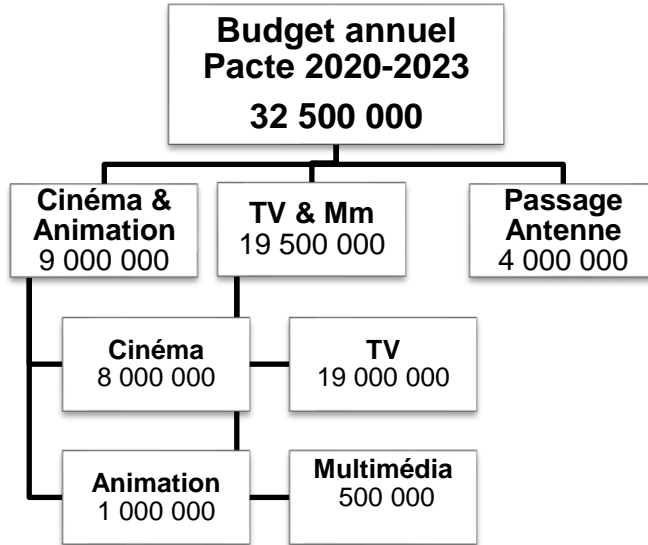 Budget annuel
Pacte 2020-2023
32 500 000
Cinéma &
Animation
9 000 000
TV & Mm
19 500 000
Passage
Antenne
4 000 000
Cinéma
8 000 000
TV
19 000 000
Animation
1 000 000
Multimédia
500 000